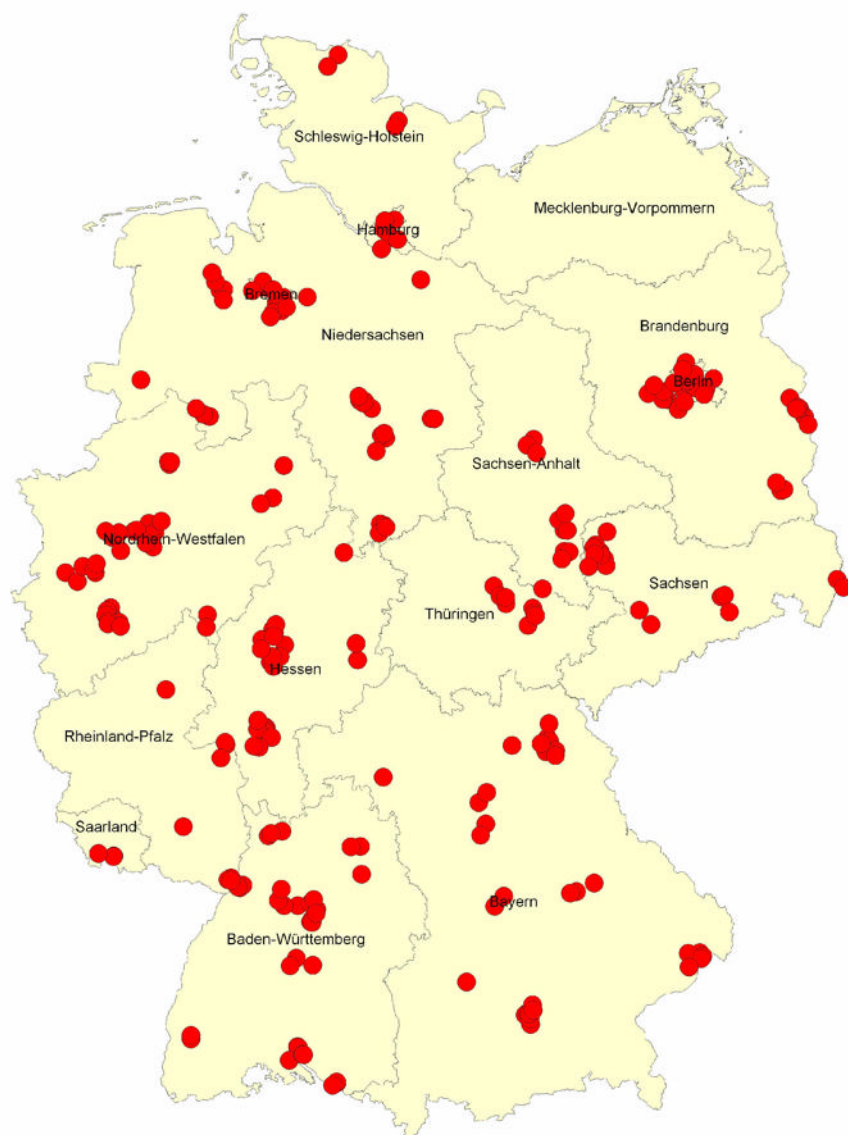 Schleswig-Holstein
Mecklenburg-Vorpommern
Hamburg
Bremen
Brandenburg
Niedersachsen
Berlin
Sachsen-Anhalt
Nordrhein-Westfalen
Sachsen
Thüringen
Hessen
Rheinland-Pfalz
Saarland
Bayern
Baden-Württemberg